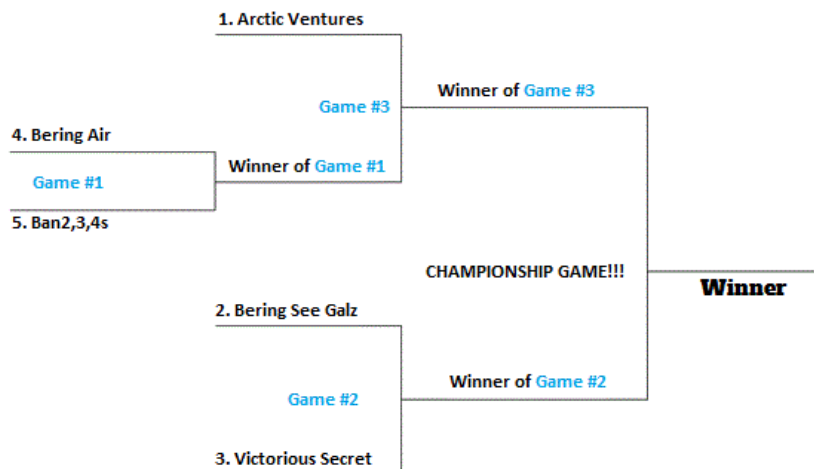 1. Arctic Ventures
Winner of Game #3
Game #3
4. Bering Air
Winner of Game #1
Game #1
5. Ban2,3,4s
CHAMPIONSHIP GAME!!!
Winner
2. Bering See Galz
Winner of Game #2
Game #2
3. Victorious Secret